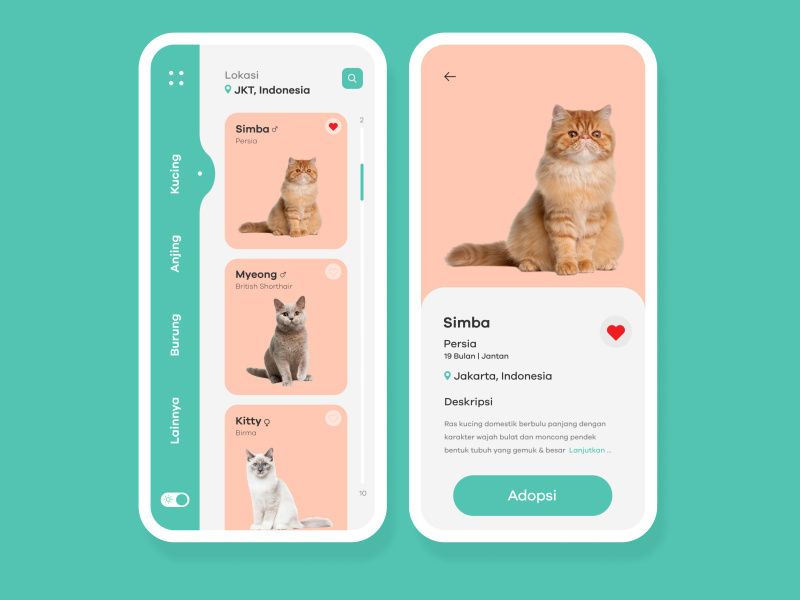 Lokasi
JKT, Indonesia
Kucing
Anjing
Burung
Lainnya
2
Simba ♂
Persia
Myeong ♂
British Shorthair
Kitty ♀
Birma
10
Simba
Persia
19 Bulan | Jantan
Jakarta, Indonesia
Deskripsi
Ras kucing domestik berbulu panjang dengan
karakter wajah bulat dan moncong pendek
bentuk tubuh yang gemuk & besar Lanjutkan ...
Adopsi